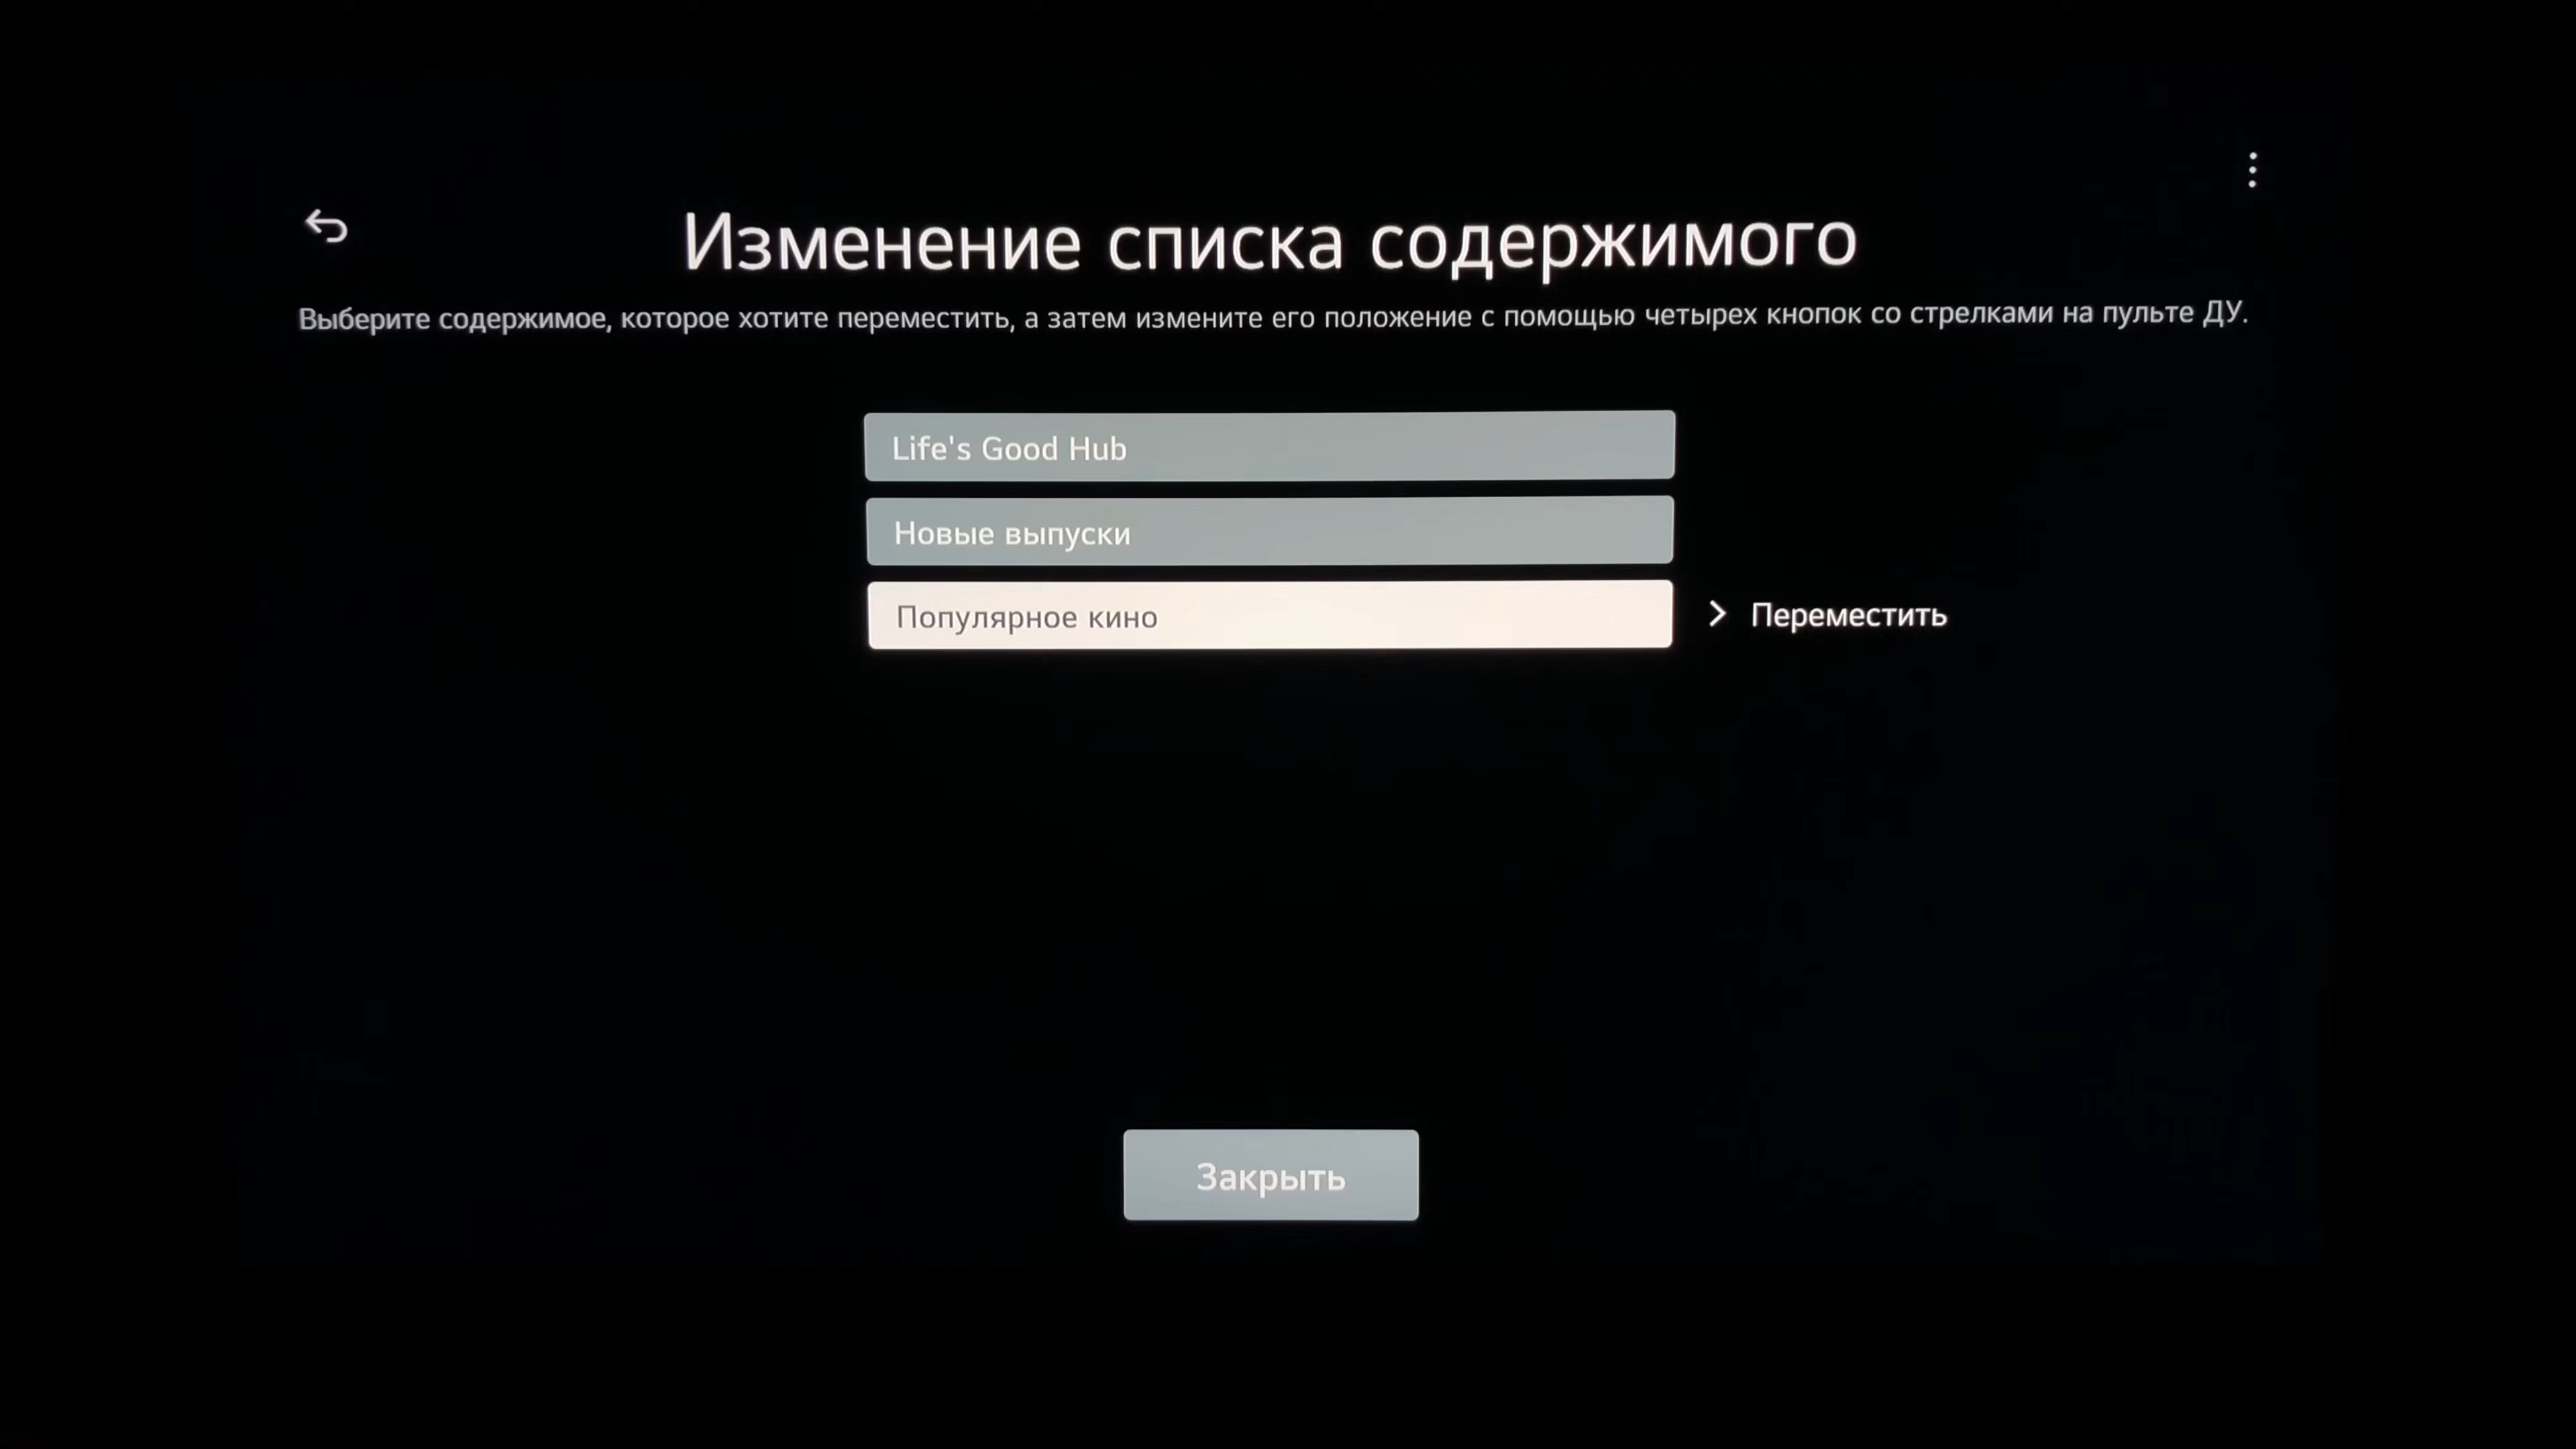 Изменение списка содержимого
Выберите содержимое, которое хотите переместить, а затем измените его положение с помощью четырех кнопок со стрелками на пульте ДУ.
Life's Good Hub
Новые выпуски
Популярное кино
Переместить
Закрыть